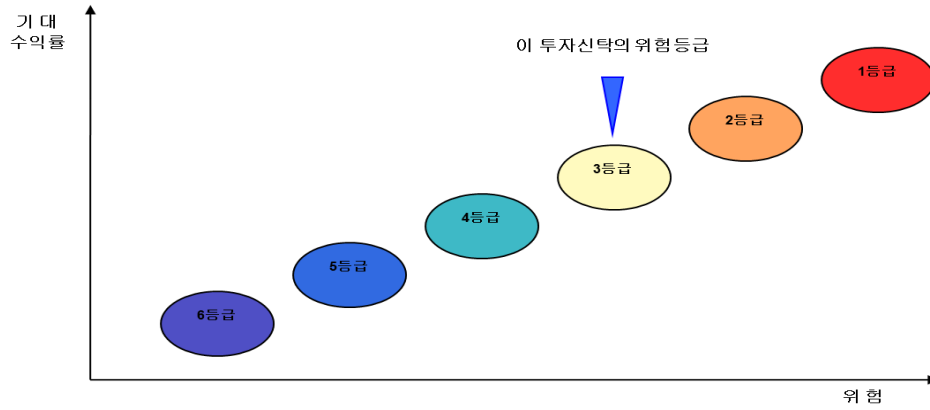 기 대
수익률
이 투자신탁의 위험등급
1등급
2등급
3등급
4등급
5등급
6등급
위 험